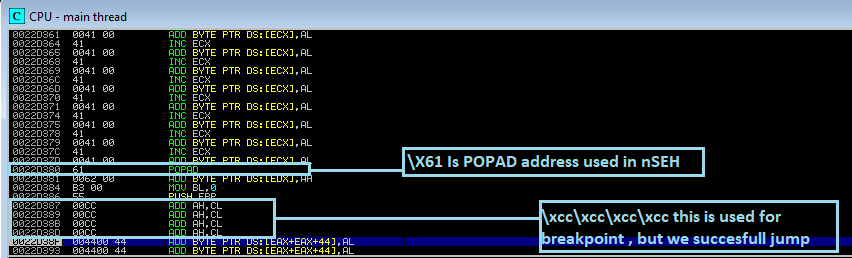 CPU - main thread
0022D361 0041 00 ADD BYTE PTR DS:[ECX],AL
0022D364 41 INC ECX
0022D365 0041 00 ADD BYTE PTR DS:[ECX],AL
0022D368 41 INC ECX
0022D369 0041 00 ADD BYTE PTR DS:[ECX],AL
0022D36C 41 INC ECX
0022D36D 0041 00 ADD BYTE PTR DS:[ECX],AL
0022D370 41 INC ECX
0022D371 0041 00 ADD BYTE PTR DS:[ECX],AL
0022D374 41 INC ECX
0022D375 0041 00 ADD BYTE PTR DS:[ECX],AL
0022D378 41 INC ECX
0022D379 0041 00 ADD BYTE PTR DS:[ECX],AL
0022D37C 41 INC ECX
0022D37D 0041 00 ADD BYTE PTR DS:[ECX],AL
\X61 Is POPAD address used in nSEH
0022D380 61 POPAD
0022D381 0062 00 ADD BYTE PTR DS:[EDX],AH
0022D384 B3 00 MOV BL,0
0022D386 55 PUSH EBP
0022D387 00CC ADD AH,CL
0022D389 00CC ADD AH,CL
0022D38B 00CC ADD AH,CL
0022D38D 00CC ADD AH,CL
\xcc\xcc\xcc\xcc this is used for
breakpoint , but we succesfull jump
0022D38F 004400 44 ADD BYTE PTR DS:[EAX+EAX+44],AL
0022D393 004400 44 ADD BYTE PTR DS:[EAX+EAX+44],AL